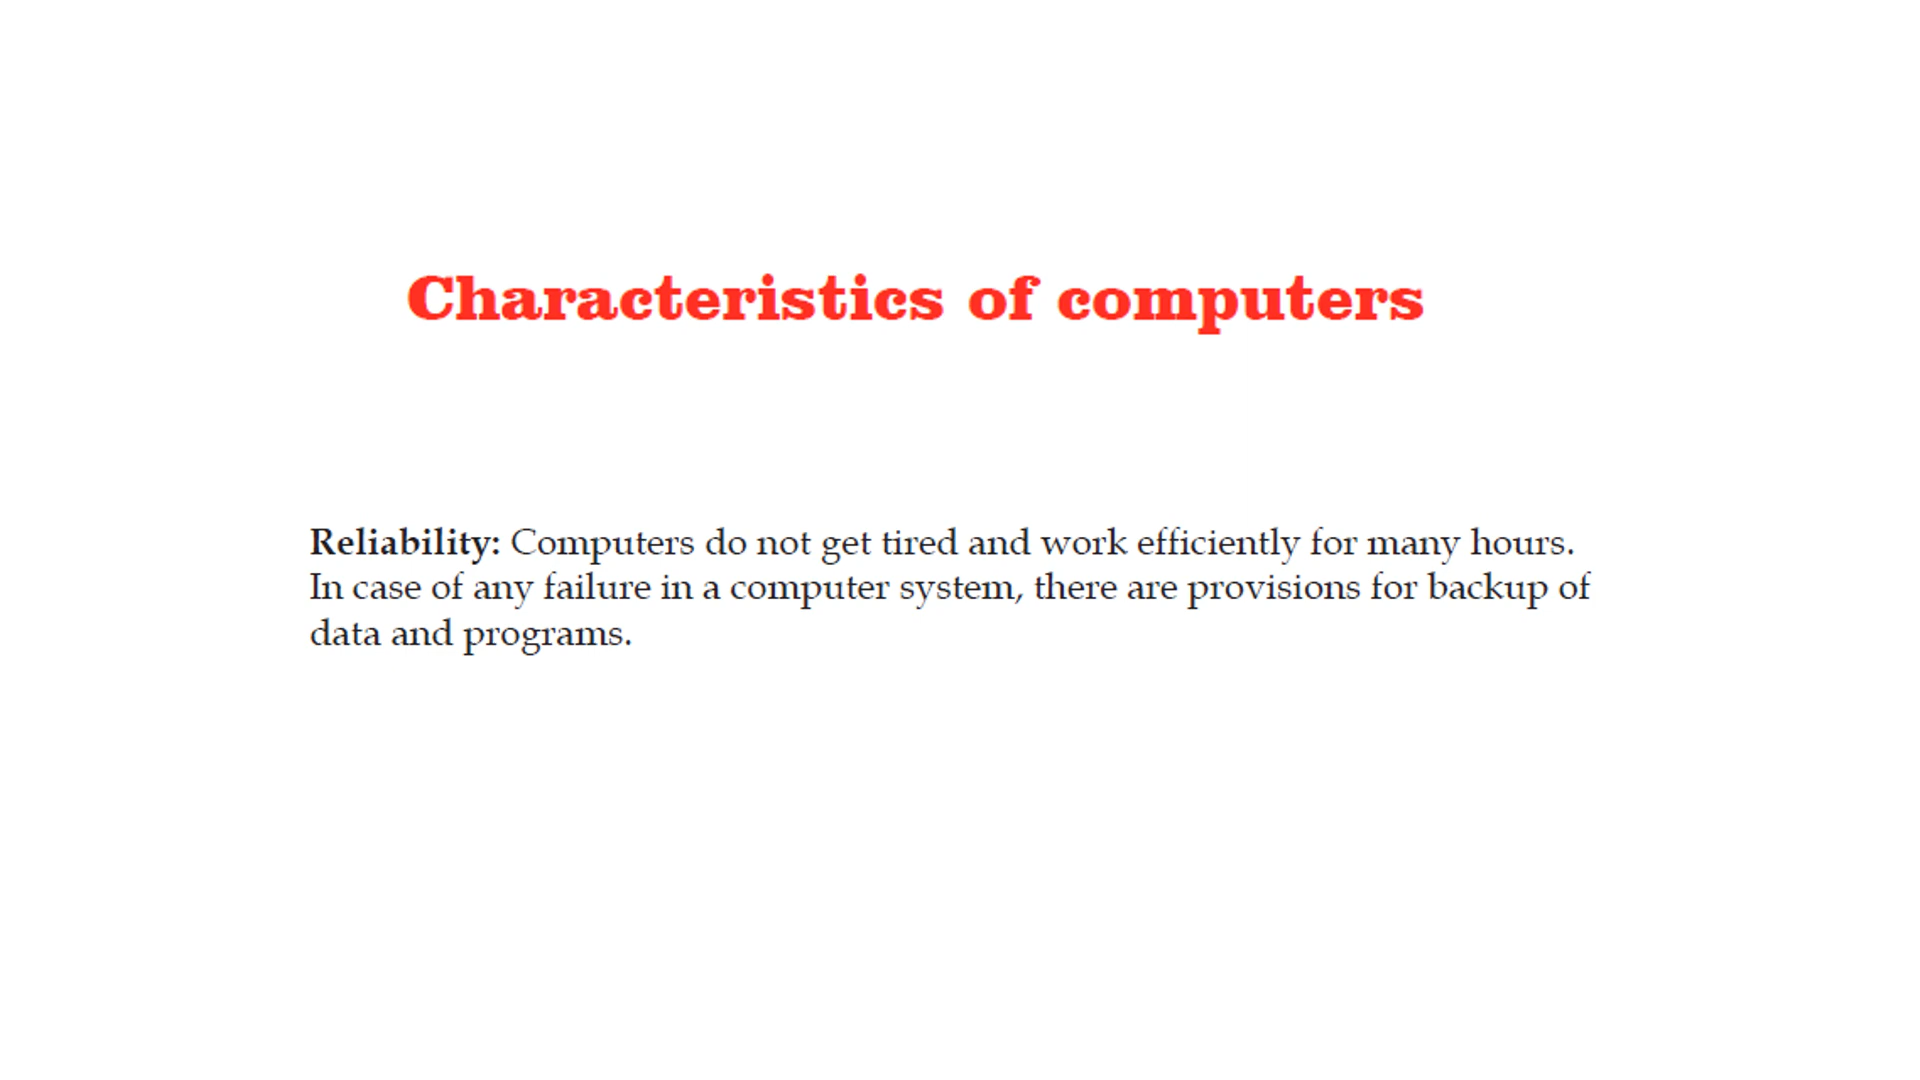 Characteristics of computers
Reliability: Computers do not get tired and work efficiently for many hours.
In case of any failure in a computer system, there are provisions for backup of
data and programs.